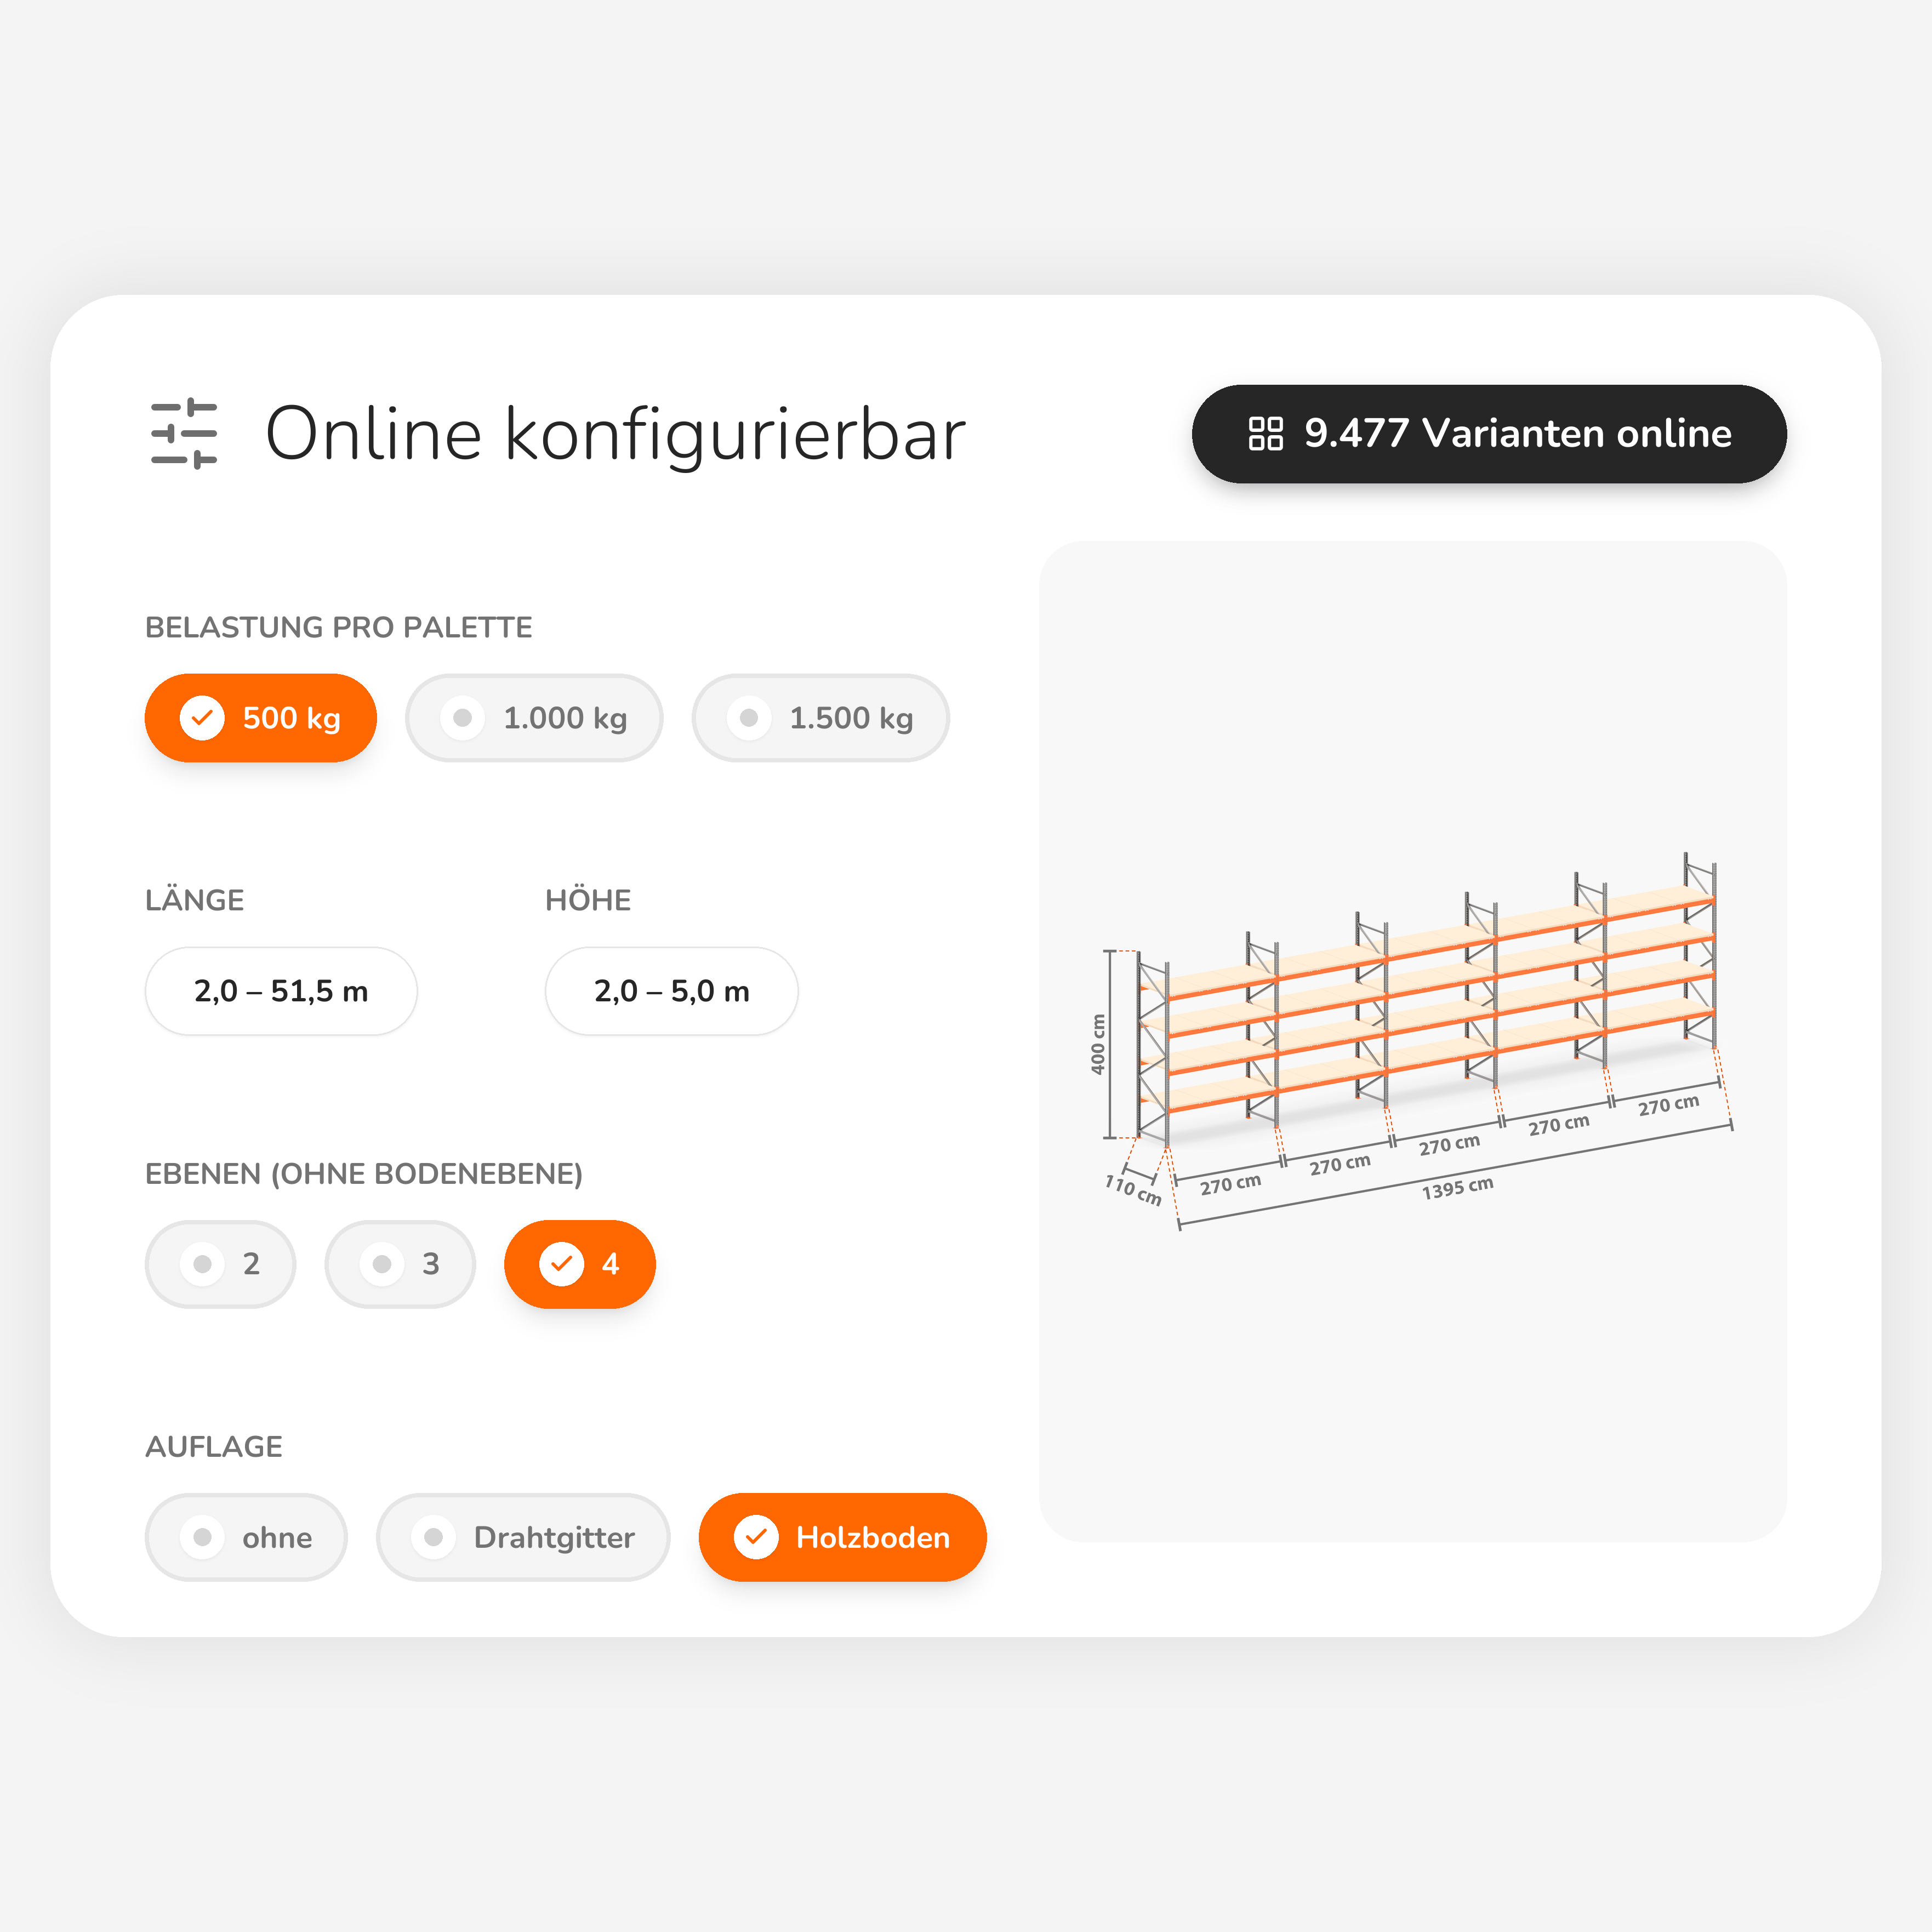 Online konfigurierbar
9.477 Varianten online
BELASTUNG PRO PALETTE
500 kg
1.000 kg
1.500 kg
LÄNGE
HÖHE
2,0 – 51,5 m
2,0 – 5,0 m
EBENEN (OHNE BODENEBENE)
2
3
4
AUFLAGE
ohne
Drahtgitter
Holzboden
400 cm
110 cm
270 cm
270 cm
270 cm
270 cm
270 cm
1395 cm